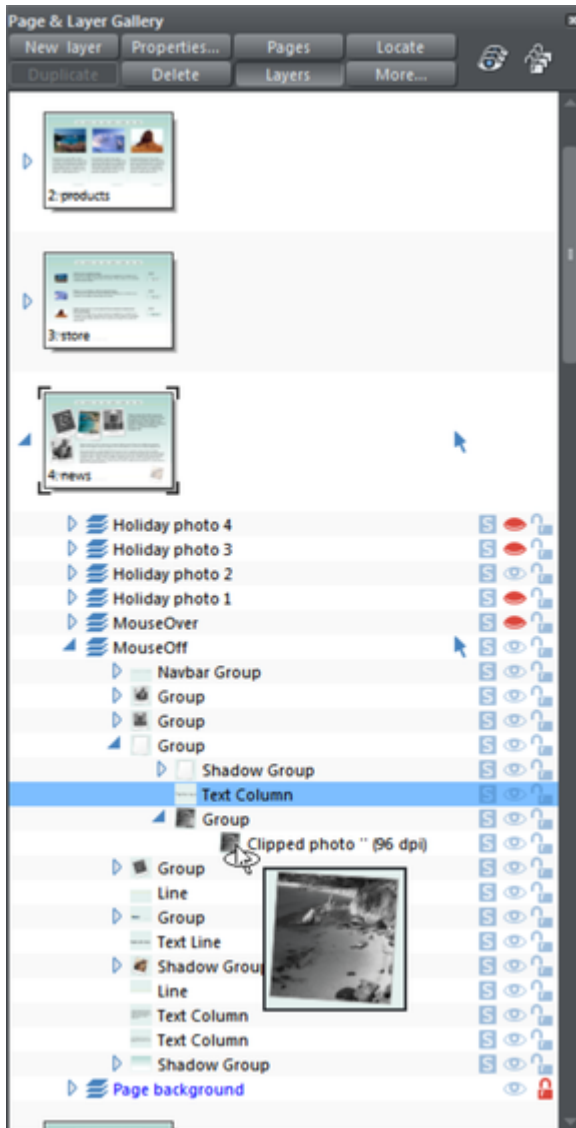 Page & Layer Gallery
New layer Properties... Pages Locate
Duplicate Delete Layers More...
2: products
3: store
4: news
Holiday photo 4 S
Holiday photo 3 S
Holiday photo 2 S
Holiday photo 1 S
MouseOver S
MouseOff S
Navbar Group S
Group S
Group S
Group S
Shadow Group S
Text Column S
Group S
Clipped photo '' (96 dpi) S
Group S
Line S
Group S
Text Line S
Shadow Group S
Line S
Text Column S
Text Column S
Shadow Group S
Page background